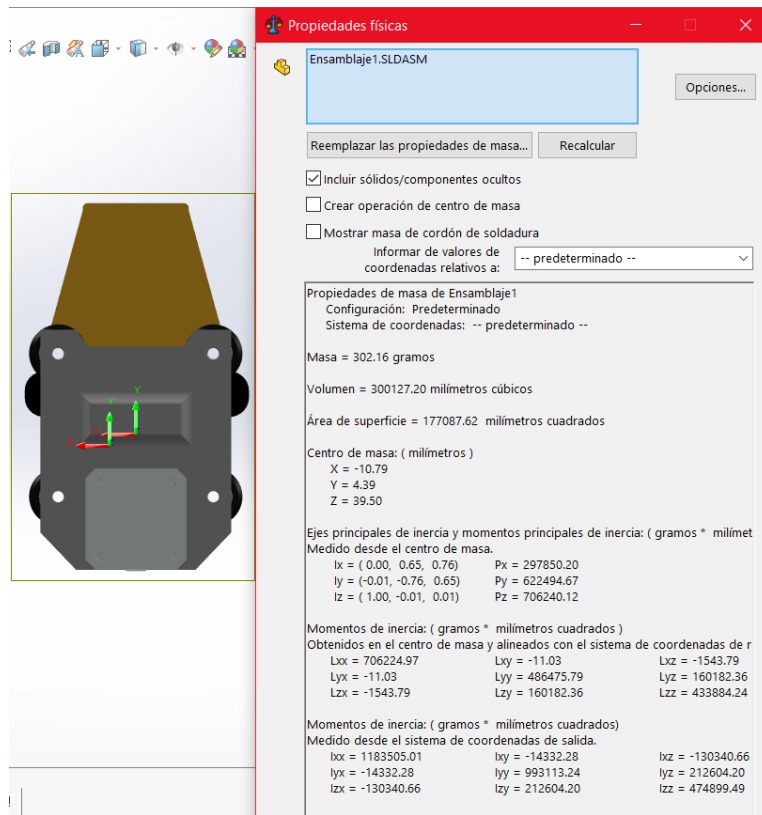 Propiedades físicas
Ensamblaje1.SLDASM
Opciones...
Reemplazar las propiedades de masa...
Recalcular
Incluir sólidos/componentes ocultos
Crear operación de centro de masa
Mostrar masa de cordón de soldadura
Informar de valores de
coordenadas relativos a:
-- predeterminado --
Propiedades de masa de Ensamblaje1
Configuración: Predeterminado
Sistema de coordenadas: -- predeterminado --
Masa = 302.16 gramos
Volumen = 300127.20 milímetros cúbicos
Área de superficie = 177087.62 milímetros cuadrados
Centro de masa: ( milímetros )
X = -10.79
Y = 4.39
Z = 39.50
Ejes principales de inercia y momentos principales de inercia: ( gramos * milímet
Medido desde el centro de masa.
Ix = ( 0.00, 0.65, 0.76) Px = 297850.20
Iy = (-0.01, -0.76, 0.65) Py = 622494.67
Iz = ( 1.00, -0.01, 0.01) Pz = 706240.12
Momentos de inercia: ( gramos * milímetros cuadrados )
Obtenidos en el centro de masa y alineados con el sistema de coordenadas de r
Lxx = 706224.97 Lxy = -11.03 Lxz = -1543.79
Lyx = -11.03 Lyy = 486475.79 Lyz = 160182.36
Lzx = -1543.79 Lzy = 160182.36 Lzz = 433884.24
Momentos de inercia: ( gramos * milímetros cuadrados)
Medido desde el sistema de coordenadas de salida.
Ixx = 1183505.01 Ixy = -14332.28 Ixz = -130340.66
Iyx = -14332.28 Iyy = 993113.24 Iyz = 212604.20
Izx = -130340.66 Izy = 212604.20 Izz = 474899.49